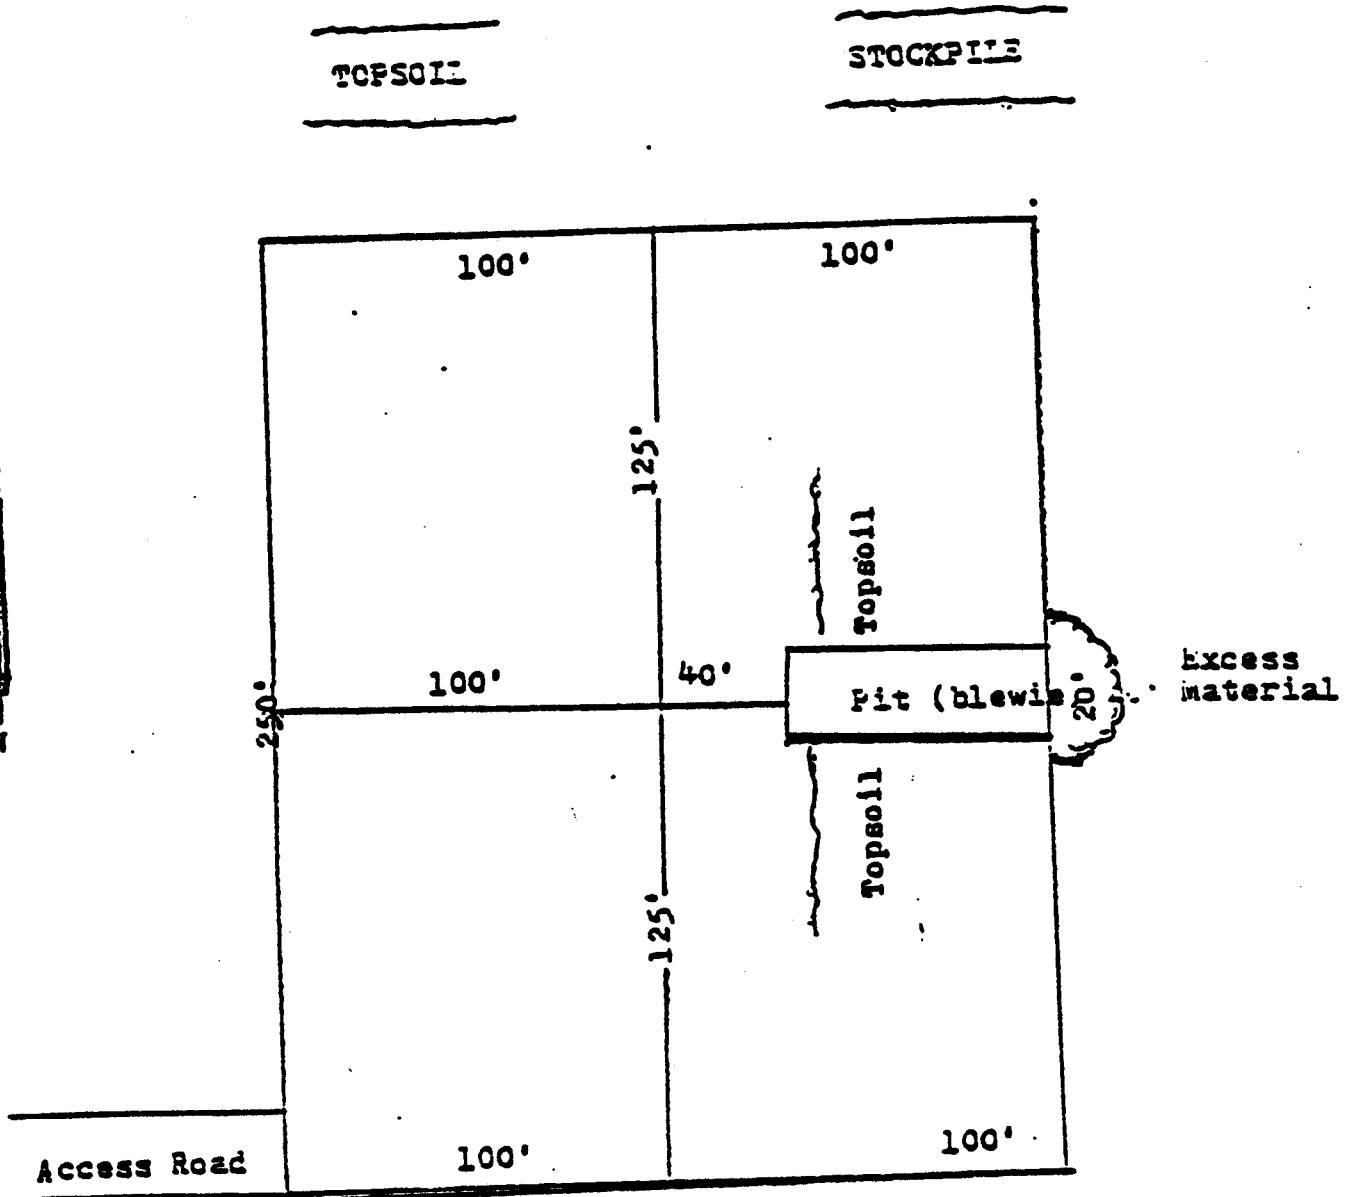 TOPSOIL
STOCKPILE
100'
100'
125'
Topsoil
100'
40'
250'
Pit (blewie
20'
Excess
material
Topsoil
125'
Access Road
100'
100'